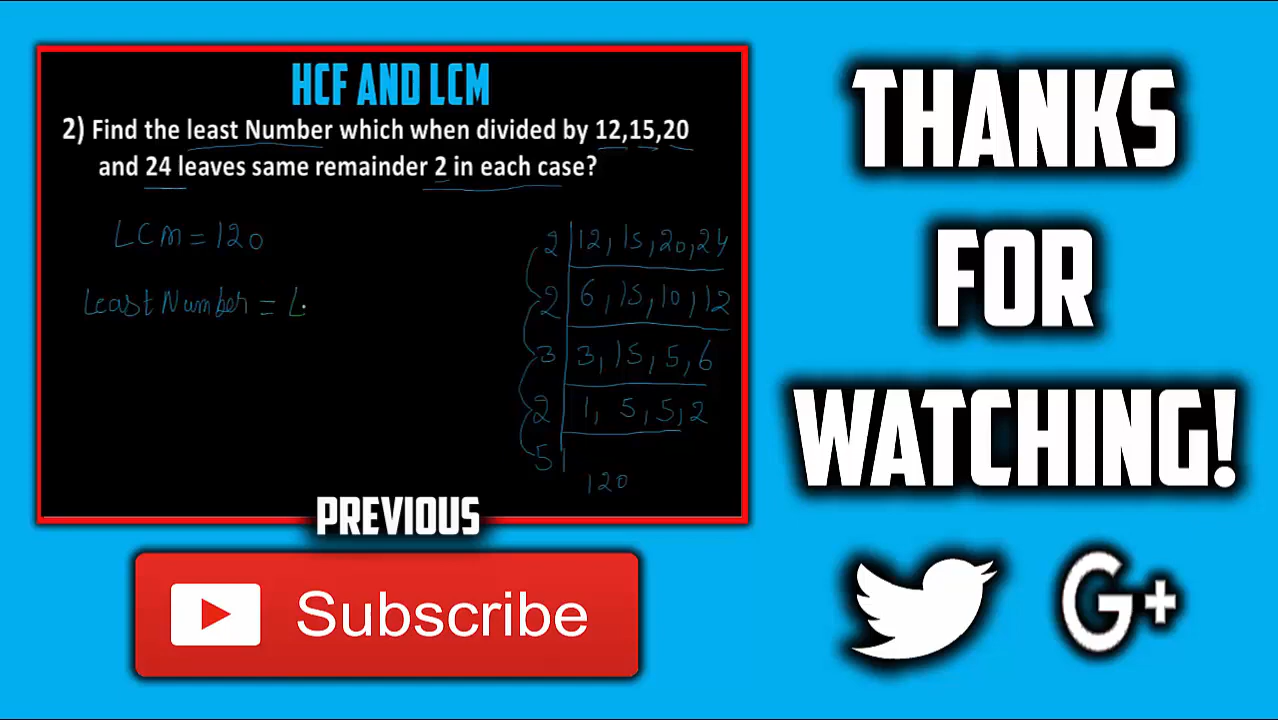 HCF AND LCM
2) Find the least Number which when divided by 12,15,20
and 24 leaves same remainder 2 in each case?
LCM = 120
Least Number = L
2 | 12, 15, 20, 24
2 | 6, 15, 10, 12
3 | 3, 15, 5, 6
2 | 1, 5, 5, 2
5 |
120
PREVIOUS
Subscribe
THANKS
FOR
WATCHING!
G+